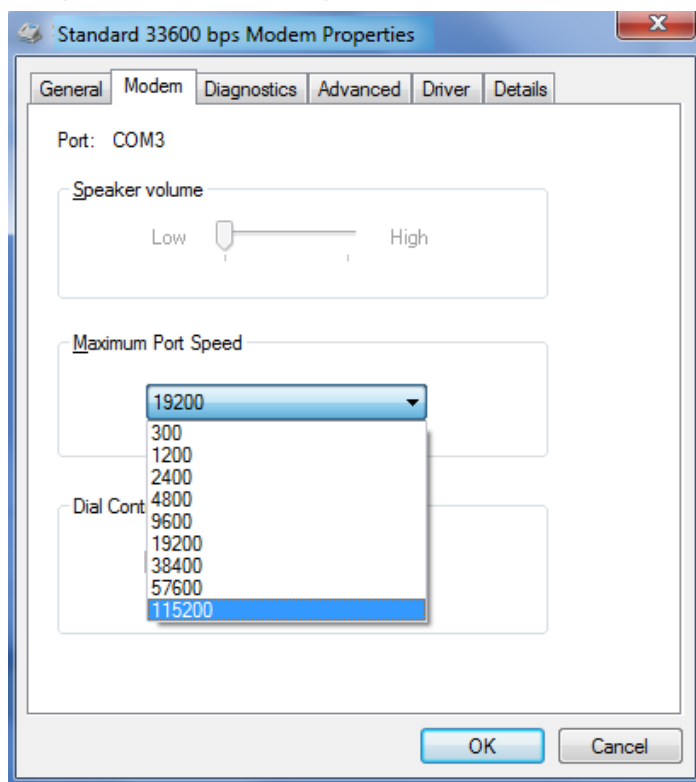 Standard 33600 bps Modem Properties
X
General Modem Diagnostics Advanced Driver Details
Port: COM3
Speaker volume
Low High
Maximum Port Speed
19200
300
1200
2400
4800
9600
19200
38400
57600
115200
Dial Cont
OK Cancel